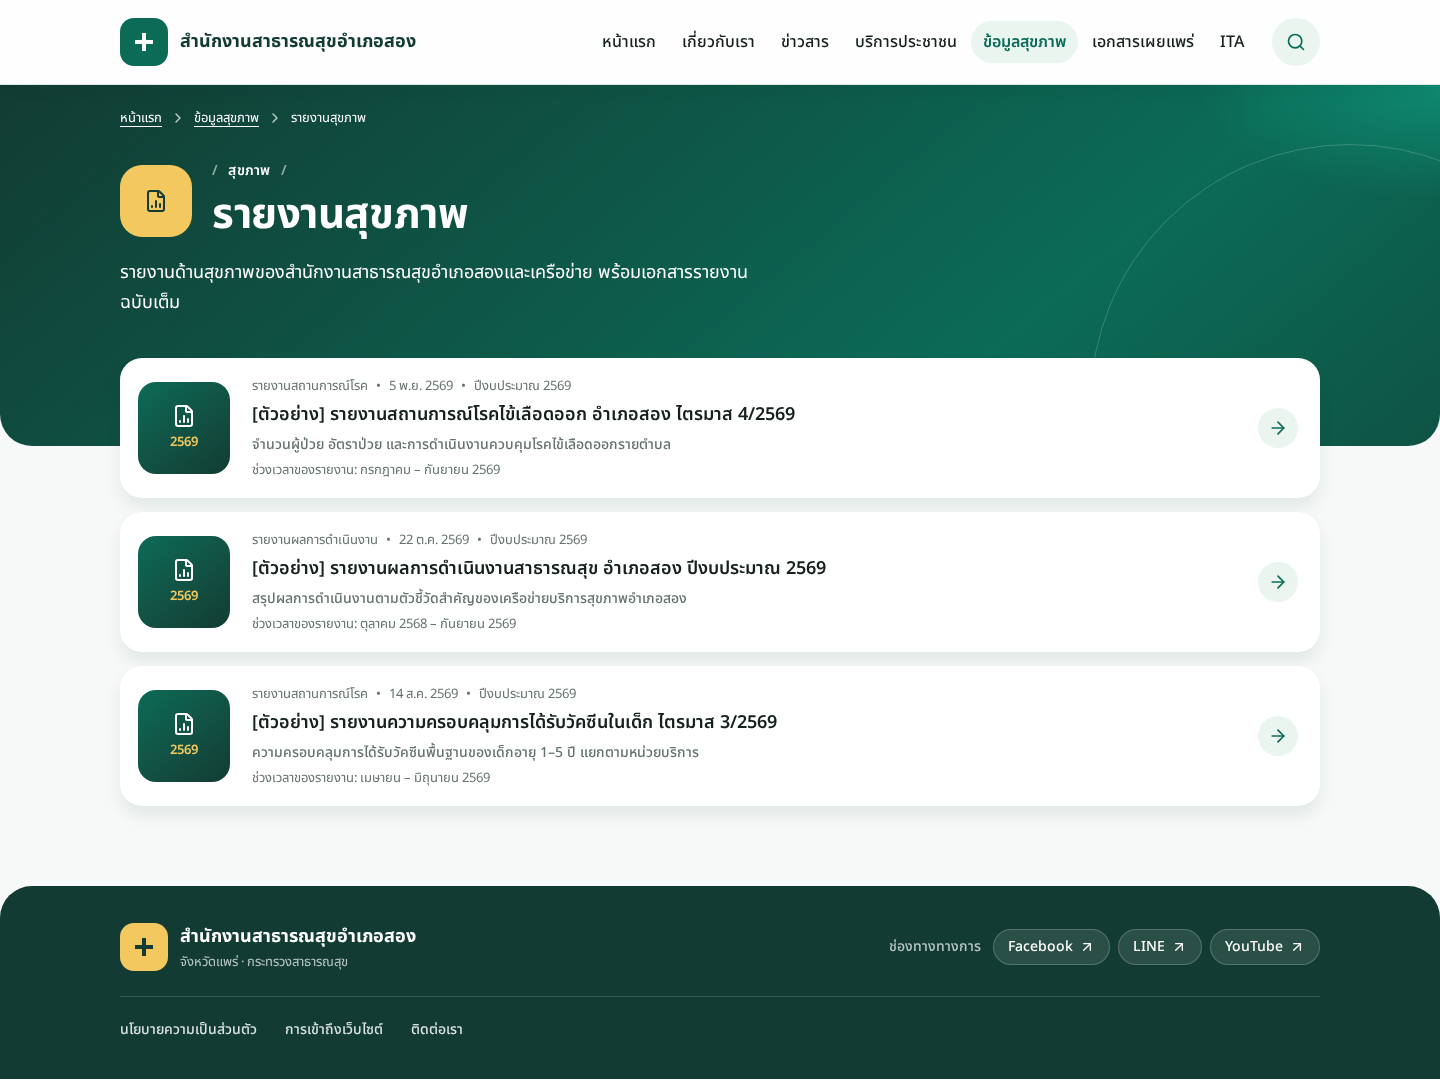 สำนักงานสาธารณสุขอำเภอสอง
หน้าแรก เกี่ยวกับเรา ข่าวสาร บริการประชาชน ข้อมูลสุขภาพ เอกสารเผยแพร่ ITA
หน้าแรก ข้อมูลสุขภาพ รายงานสุขภาพ
/ สุขภาพ /
รายงานสุขภาพ
รายงานด้านสุขภาพของสำนักงานสาธารณสุขอำเภอสองและเครือข่าย พร้อมเอกสารรายงาน
ฉบับเต็ม
2569
รายงานสถานการณ์โรค • 5 พ.ย. 2569 • ปีงบประมาณ 2569
[ตัวอย่าง] รายงานสถานการณ์โรคไข้เลือดออก อำเภอสอง ไตรมาส 4/2569
จำนวนผู้ป่วย อัตราป่วย และการดำเนินงานควบคุมโรคไข้เลือดออกรายตำบล
ช่วงเวลาของรายงาน: กรกฎาคม – กันยายน 2569
2569
รายงานผลการดำเนินงาน • 22 ต.ค. 2569 • ปีงบประมาณ 2569
[ตัวอย่าง] รายงานผลการดำเนินงานสาธารณสุข อำเภอสอง ปีงบประมาณ 2569
สรุปผลการดำเนินงานตามตัวชี้วัดสำคัญของเครือข่ายบริการสุขภาพอำเภอสอง
ช่วงเวลาของรายงาน: ตุลาคม 2568 – กันยายน 2569
2569
รายงานสถานการณ์โรค • 14 ส.ค. 2569 • ปีงบประมาณ 2569
[ตัวอย่าง] รายงานความครอบคลุมการได้รับวัคซีนในเด็ก ไตรมาส 3/2569
ความครอบคลุมการได้รับวัคซีนพื้นฐานของเด็กอายุ 1–5 ปี แยกตามหน่วยบริการ
ช่วงเวลาของรายงาน: เมษายน – มิถุนายน 2569
สำนักงานสาธารณสุขอำเภอสอง
จังหวัดแพร่ · กระทรวงสาธารณสุข
ช่องทางทางการ Facebook LINE YouTube
นโยบายความเป็นส่วนตัว การเข้าถึงเว็บไซต์ ติดต่อเรา